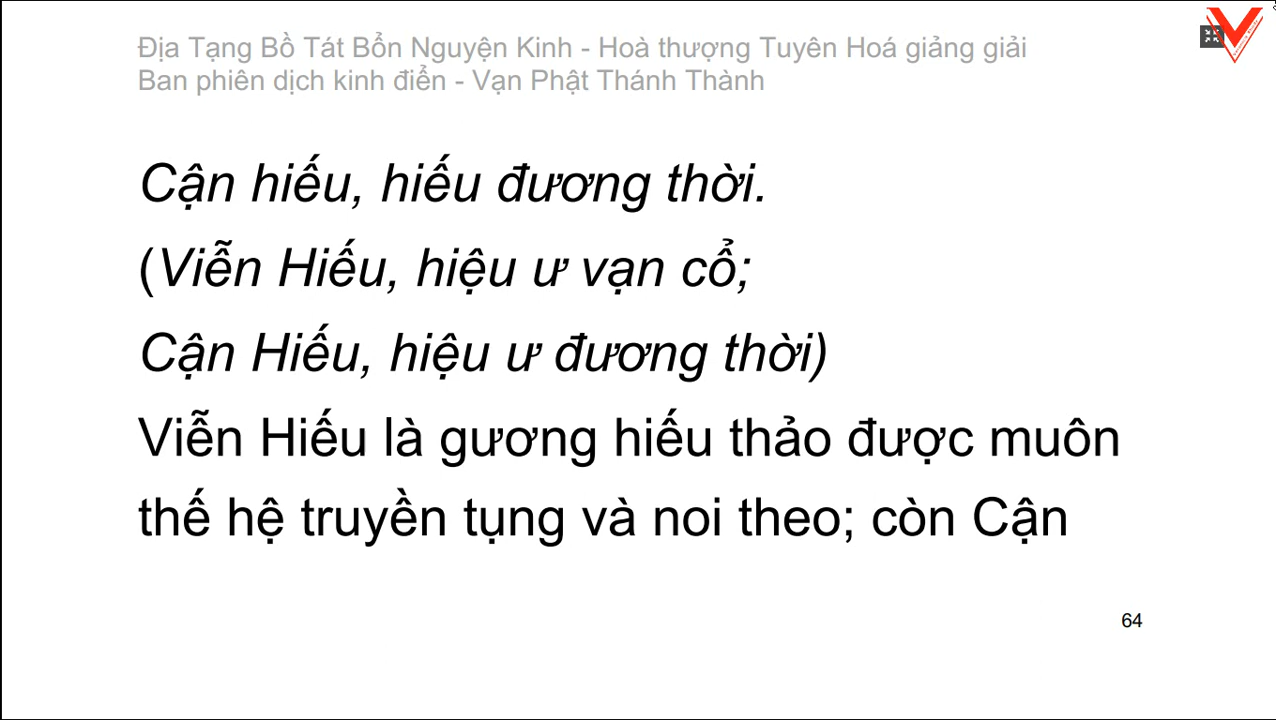 Địa Tạng Bồ Tát Bổn Nguyện Kinh - Hoà thượng Tuyên Hoá giảng giải
Ban phiên dịch kinh điển - Vạn Phật Thánh Thành
Cận hiếu, hiếu đương thời.
(Viễn Hiếu, hiệu ư vạn cổ;
Cận Hiếu, hiệu ư đương thời)
Viễn Hiếu là gương hiếu thảo được muôn
thế hệ truyền tụng và noi theo; còn Cận
64